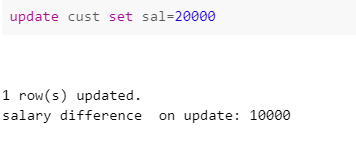 update cust set sal=20000
1 row(s) updated.
salary difference  on update: 10000